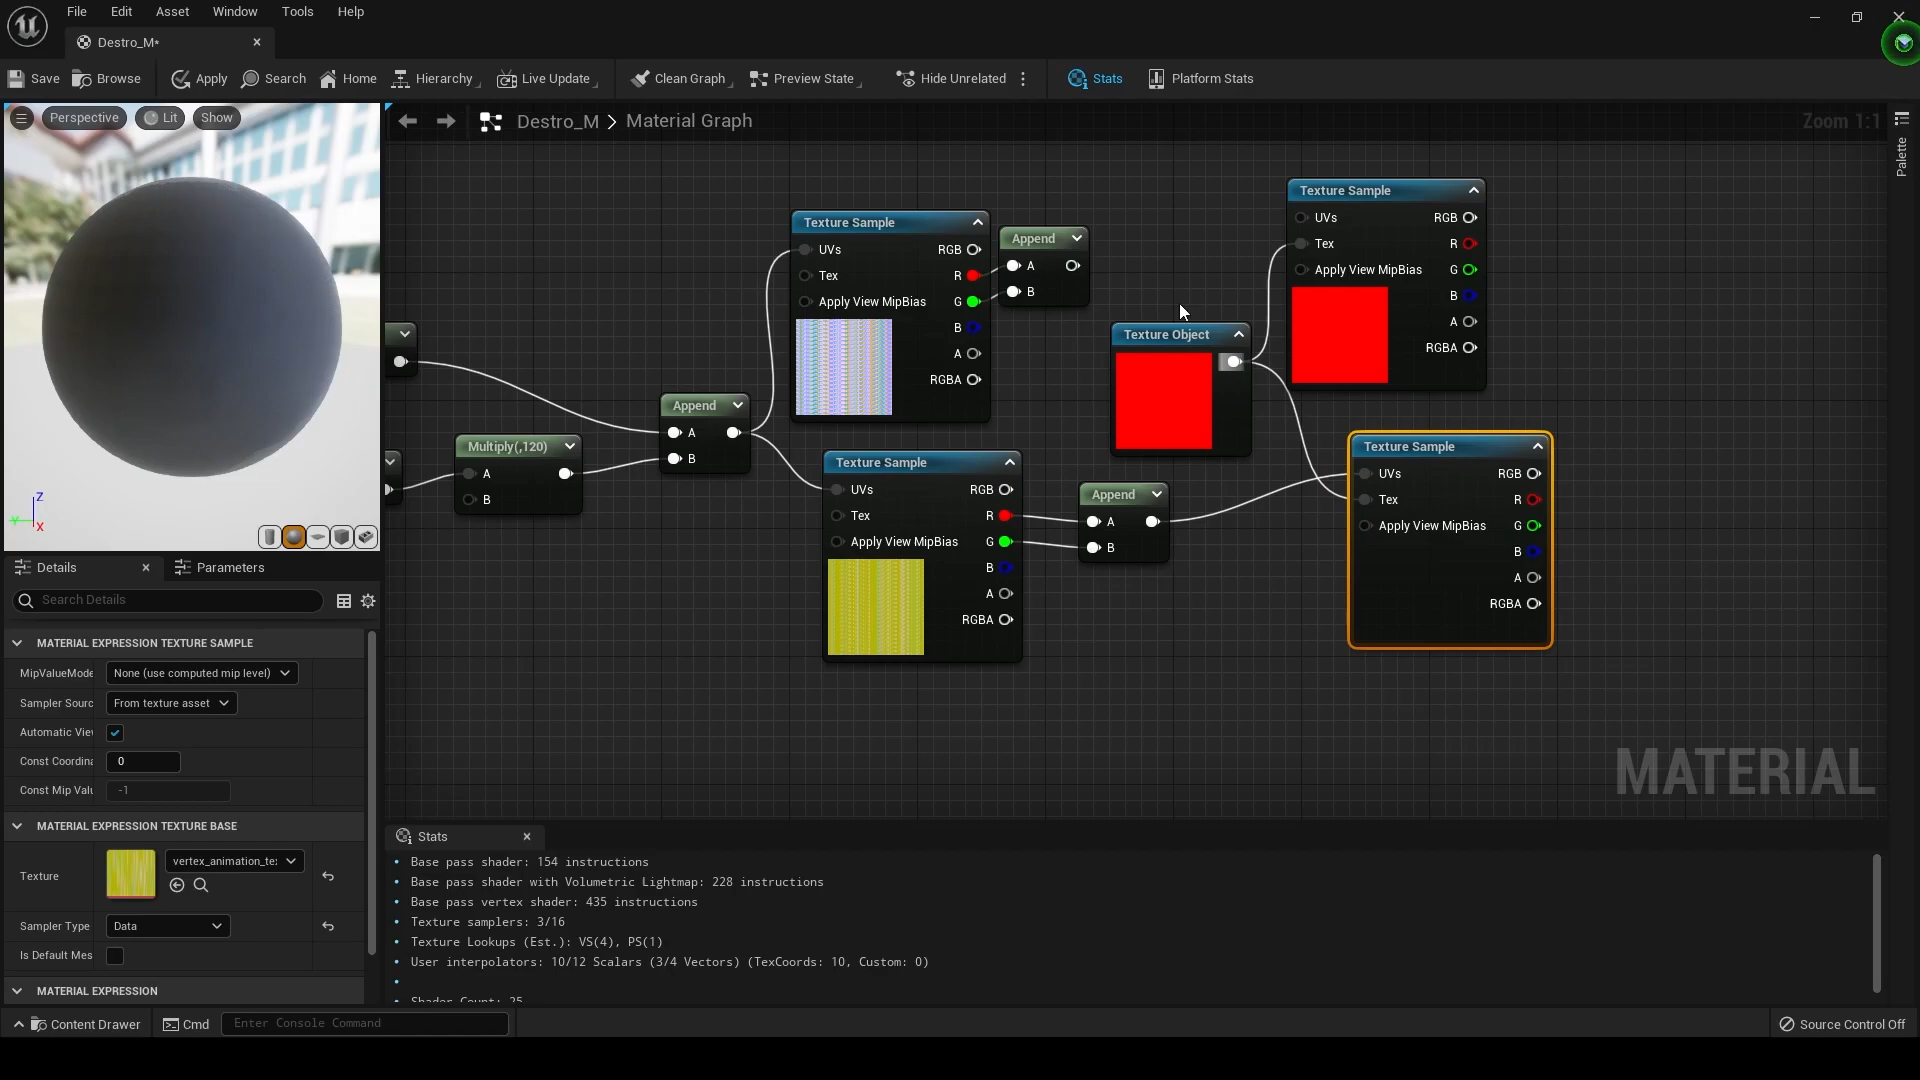 File Edit Asset Window Tools Help
Destro_M*
Save Browse Apply Search Home Hierarchy Live Update Clean Graph Preview State Hide Unrelated Stats Platform Stats
Perspective Lit Show
Destro_M > Material Graph
Zoom 1:1
Palette
Z
Y
X
Multiply(,120)
A
B
Append
A
B
Texture Sample
UVs RGB
Tex R
Apply View MipBias G
B
A
RGBA
Append
A
B
Texture Sample
UVs RGB
Tex R
Apply View MipBias G
B
A
RGBA
Append
A
B
Texture Object
Texture Sample
UVs RGB
Tex R
Apply View MipBias G
B
A
RGBA
Texture Sample
UVs RGB
Tex R
Apply View MipBias G
B
A
RGBA
MATERIAL
Details Parameters
Search Details
MATERIAL EXPRESSION TEXTURE SAMPLE
MipValueMode None (use computed mip level)
Sampler Sourc From texture asset
Automatic Viev
Const Coordina 0
Const Mip Valu -1
MATERIAL EXPRESSION TEXTURE BASE
Texture vertex_animation_te:
Sampler Type Data
Is Default Mes
MATERIAL EXPRESSION
Stats
• Base pass shader: 154 instructions
• Base pass shader with Volumetric Lightmap: 228 instructions
• Base pass vertex shader: 435 instructions
• Texture samplers: 3/16
• Texture Lookups (Est.): VS(4), PS(1)
• User interpolators: 10/12 Scalars (3/4 Vectors) (TexCoords: 10, Custom: 0)
•
• Shader Count: 25
Content Drawer Cmd Enter Console Command Source Control Off